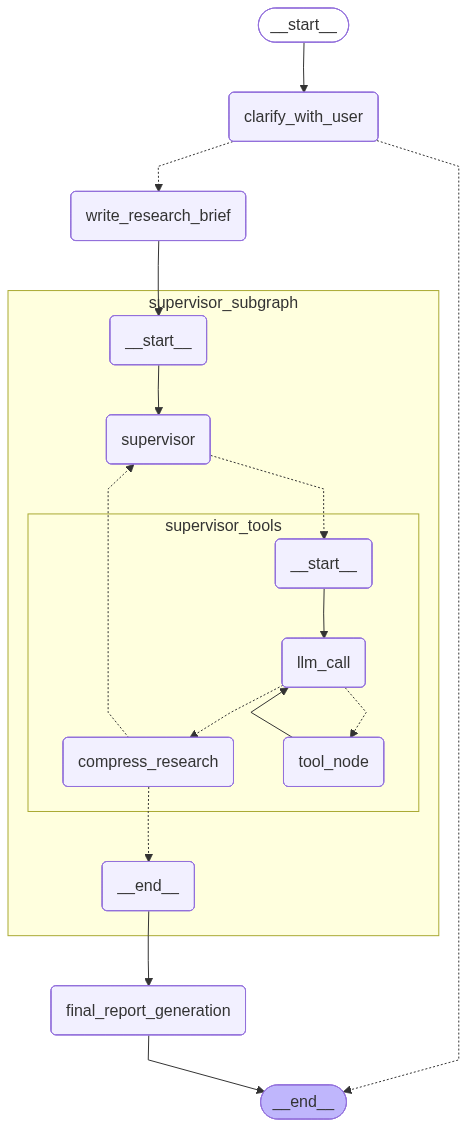 __start__
clarify_with_user
write_research_brief
supervisor_subgraph
__start__
supervisor
supervisor_tools
__start__
llm_call
compress_research
tool_node
__end__
final_report_generation
__end__